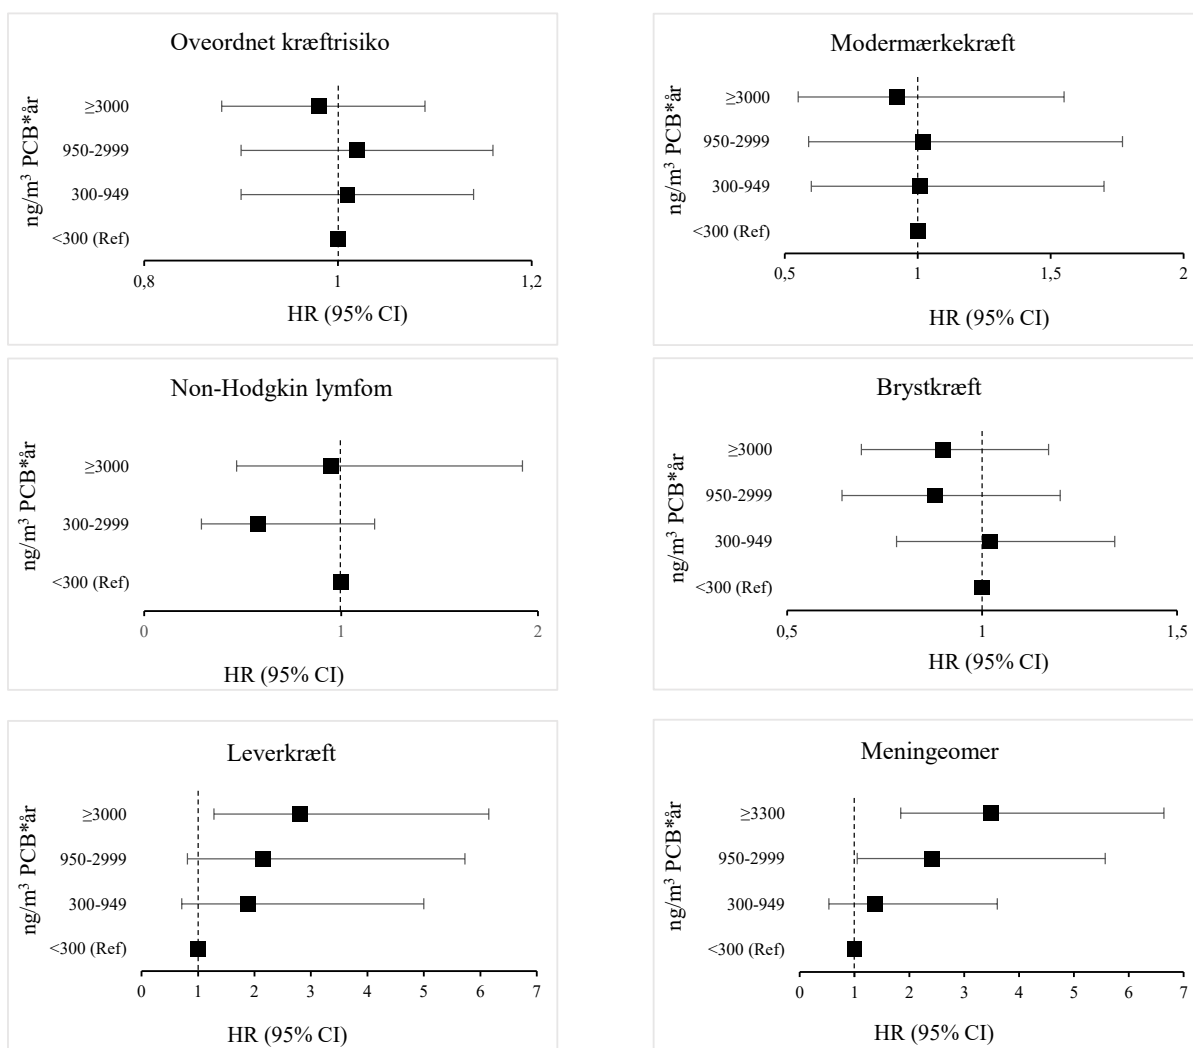 Oveordnet kræftrisiko
ng/m³ PCB*år
≥3000
950-2999
300-949
<300 (Ref)
0,8
1
1,2
HR (95% CI)
Modermærkekræft
ng/m³ PCB*år
≥3000
950-2999
300-949
<300 (Ref)
0,5
1
1,5
2
HR (95% CI)
Non-Hodgkin lymfom
ng/m³ PCB*år
≥3000
300-2999
<300 (Ref)
0
1
2
HR (95% CI)
Brystkræft
ng/m³ PCB*år
≥3000
950-2999
300-949
<300 (Ref)
0,5
1
1,5
HR (95% CI)
Leverkræft
ng/m³ PCB*år
≥3000
950-2999
300-949
<300 (Ref)
0
1
2
3
4
5
6
7
HR (95% CI)
Meningeomer
ng/m³ PCB*år
≥3300
950-2999
300-949
<300 (Ref)
0
1
2
3
4
5
6
7
HR (95% CI)